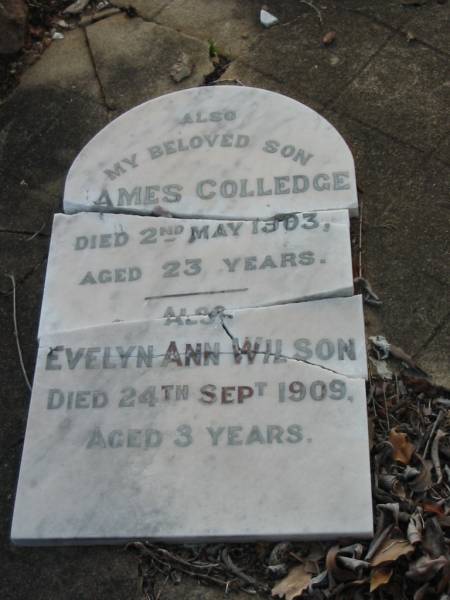 ALSO
MY BELOVED SON
AMES COLLEDGE
DIED 2ND MAY 1903,
AGED 23 YEARS.
ALSO
EVELYN ANN WILSON
DIED 24TH SEPT 1909,
AGED 3 YEARS.